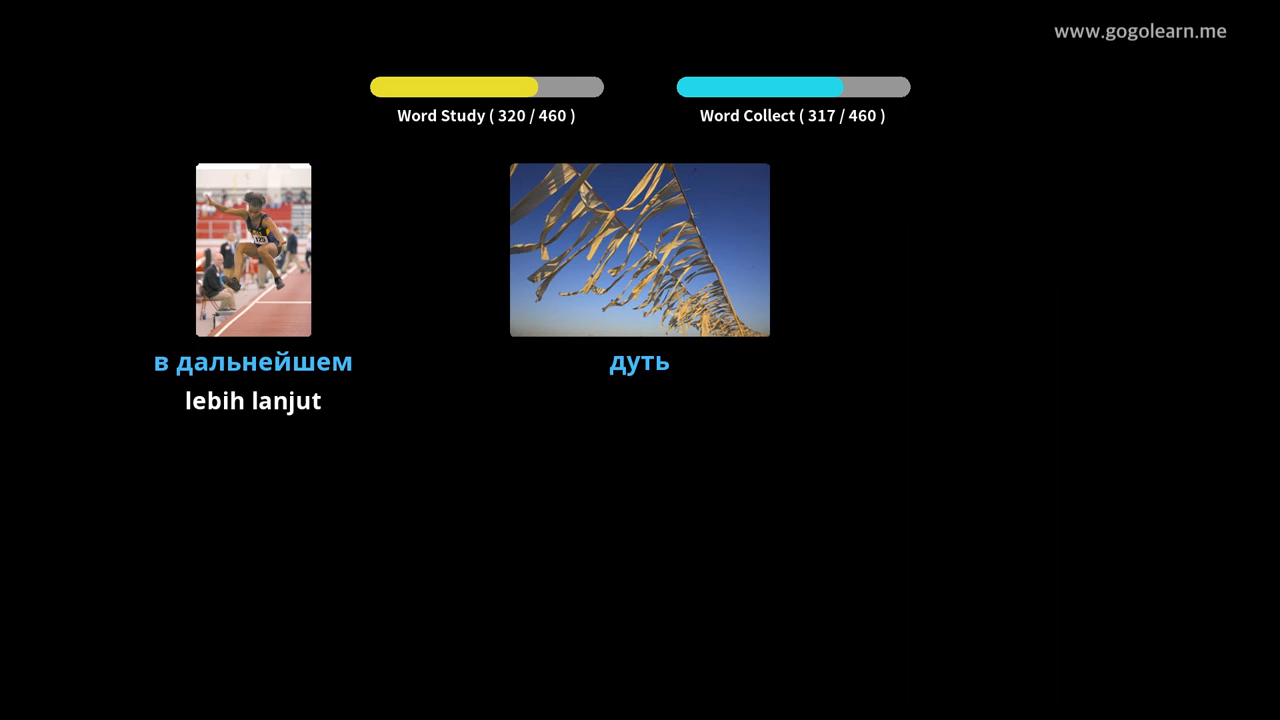 www.gogolearn.me
Word Study ( 320 / 460 )
Word Collect ( 317 / 460 )
в дальнейшем
lebih lanjut
дуть